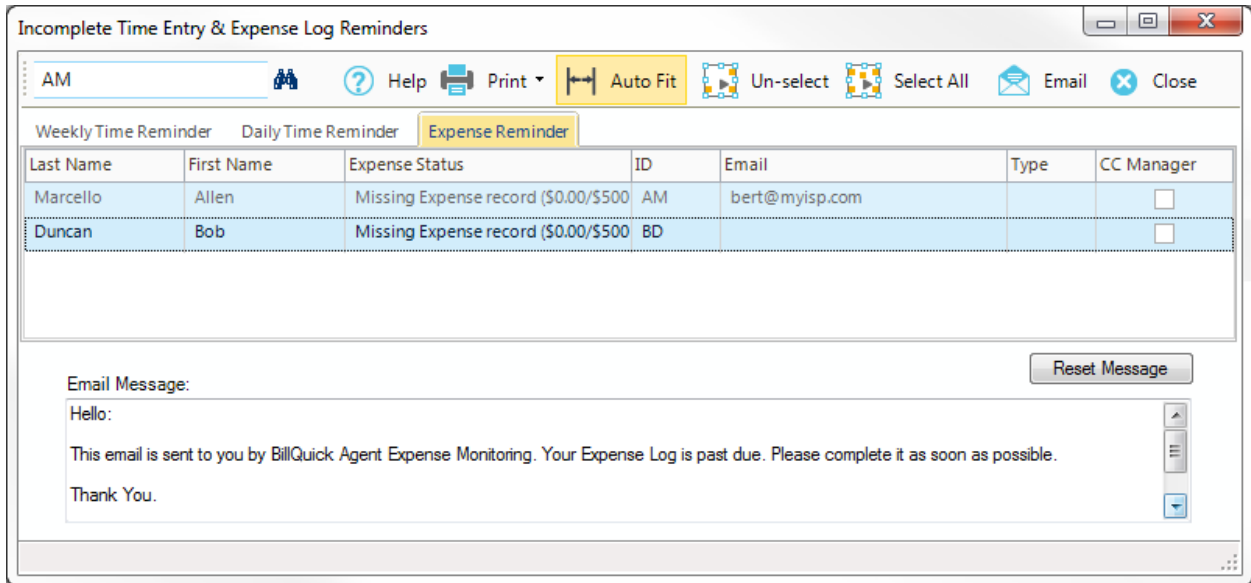 Incomplete Time Entry & Expense Log Reminders
AM Help Print Auto Fit Un-select Select All Email Close
Weekly Time Reminder Daily Time Reminder Expense Reminder
Last Name First Name Expense Status ID Email Type CC Manager
Marcello Allen Missing Expense record ($0.00/$500 AM bert@myisp.com
Duncan Bob Missing Expense record ($0.00/$500 BD
Reset Message
Email Message:
Hello:
This email is sent to you by BillQuick Agent Expense Monitoring. Your Expense Log is past due. Please complete it as soon as possible.
Thank You.